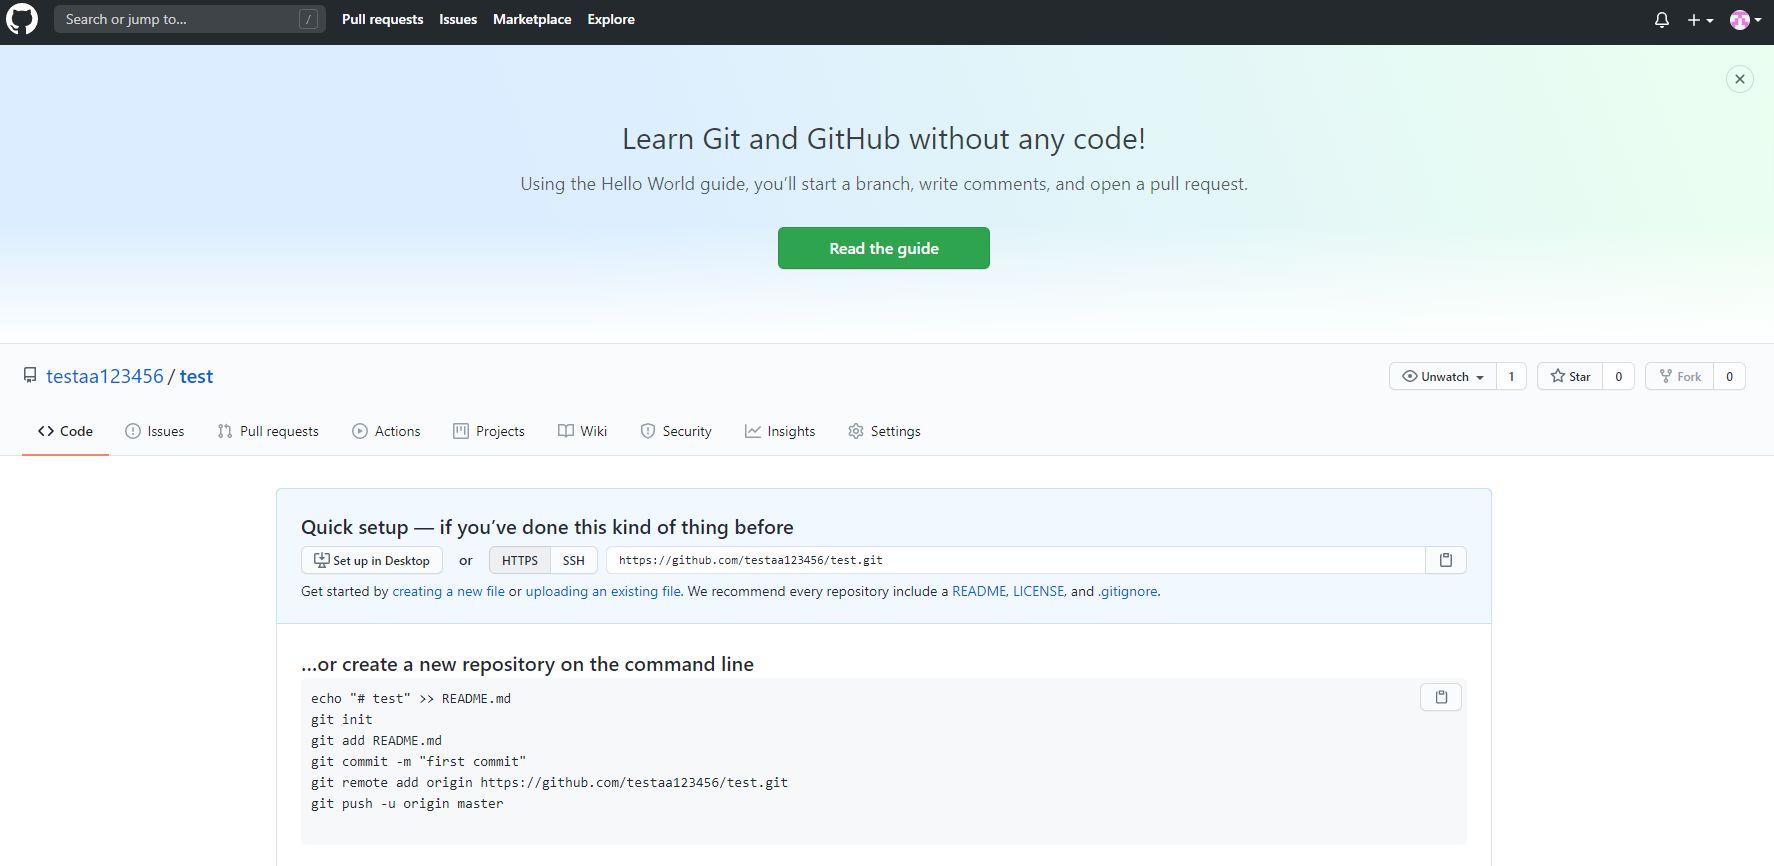 Search or jump to... /
Pull requests Issues Marketplace Explore
Learn Git and GitHub without any code!
Using the Hello World guide, you’ll start a branch, write comments, and open a pull request.
Read the guide
testaa123456 / test
Unwatch 1 Star 0 Fork 0
Code Issues Pull requests Actions Projects Wiki Security Insights Settings
Quick setup — if you’ve done this kind of thing before
Set up in Desktop or HTTPS SSH https://github.com/testaa123456/test.git
Get started by creating a new file or uploading an existing file. We recommend every repository include a README, LICENSE, and .gitignore.
…or create a new repository on the command line
echo "# test" >> README.md
git init
git add README.md
git commit -m "first commit"
git remote add origin https://github.com/testaa123456/test.git
git push -u origin master